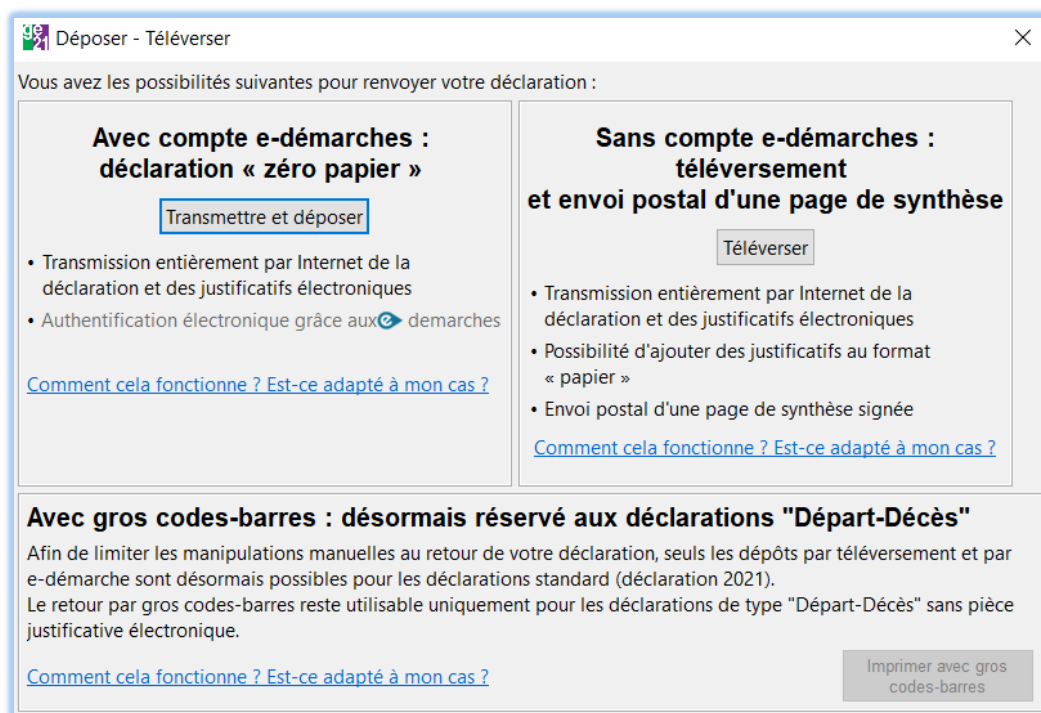 ge
21
Déposer - Téléverser
Vous avez les possibilités suivantes pour renvoyer votre déclaration :
Avec compte e-démarches :
déclaration « zéro papier »
Transmettre et déposer
• Transmission entièrement par Internet de la
déclaration et des justificatifs électroniques
• Authentification électronique grâce aux e demarches
Comment cela fonctionne ? Est-ce adapté à mon cas ?
Sans compte e-démarches :
téléversement
et envoi postal d'une page de synthèse
Téléverser
• Transmission entièrement par Internet de la
déclaration et des justificatifs électroniques
• Possibilité d'ajouter des justificatifs au format
« papier »
• Envoi postal d'une page de synthèse signée
Comment cela fonctionne ? Est-ce adapté à mon cas ?
Avec gros codes-barres : désormais réservé aux déclarations "Départ-Décès"
Afin de limiter les manipulations manuelles au retour de votre déclaration, seuls les dépôts par téléversement et par
e-démarche sont désormais possibles pour les déclarations standard (déclaration 2021).
Le retour par gros codes-barres reste utilisable uniquement pour les déclarations de type "Départ-Décès" sans pièce
justificative électronique.
Comment cela fonctionne ? Est-ce adapté à mon cas ?
Imprimer avec gros
codes-barres